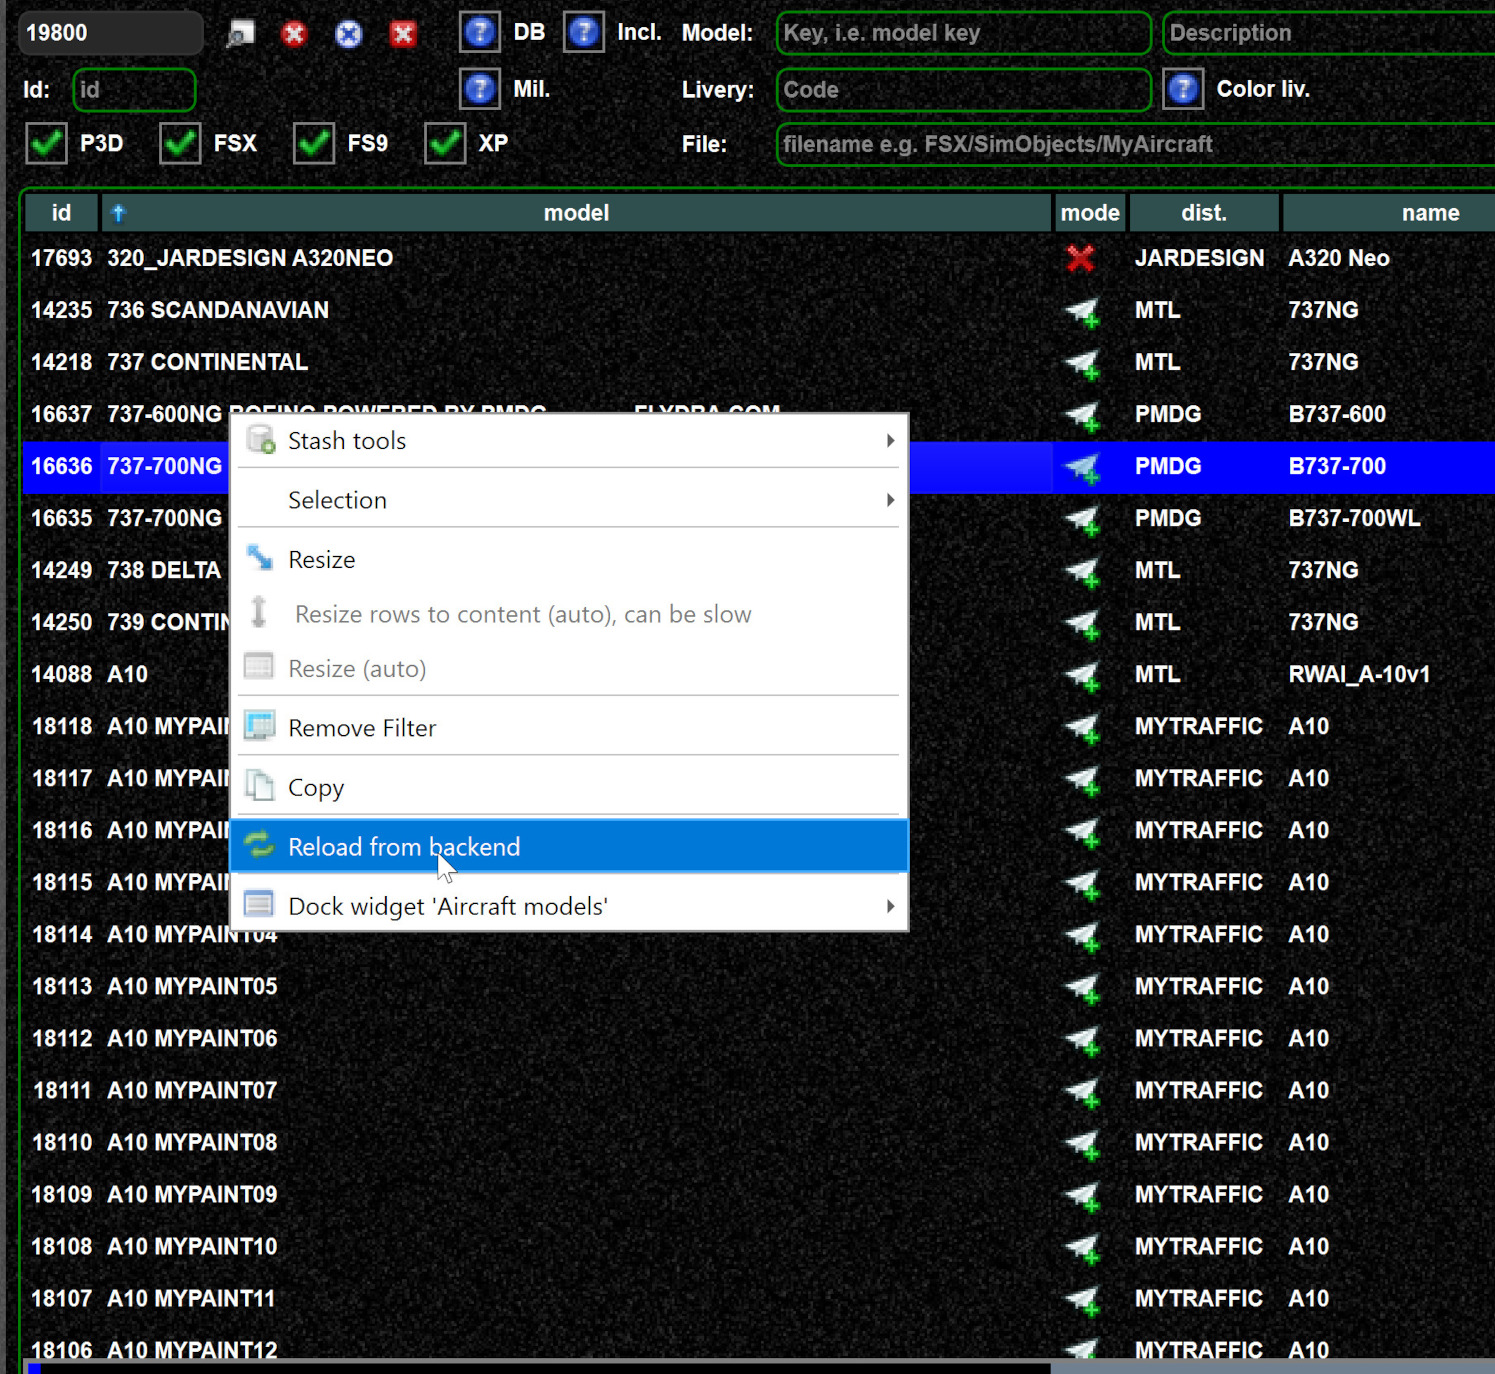 19800 DB Incl. Model: Key, i.e. model key Description
Id: id Mil. Livery: Code Color liv.
P3D FSX FS9 XP File: filename e.g. FSX/SimObjects/MyAircraft
id model mode dist. name
17693 320_JARDESIGN A320NEO JARDESIGN A320 Neo
14235 736 SCANDANAVIAN MTL 737NG
14218 737 CONTINENTAL MTL 737NG
16637 737-600NG BOEING POWERED BY PMDG FLYDBA.COM PMDG B737-600
16636 737-700NG PMDG B737-700
16635 737-700NG PMDG B737-700WL
14249 738 DELTA MTL 737NG
14250 739 CONTIN MTL 737NG
14088 A10 MTL RWAI_A-10v1
18118 A10 MYPAI MYTRAFFIC A10
18117 A10 MYPAI MYTRAFFIC A10
18116 A10 MYPAI MYTRAFFIC A10
18115 A10 MYPAI MYTRAFFIC A10
18114 A10 MYPAINT04 MYTRAFFIC A10
18113 A10 MYPAINT05 MYTRAFFIC A10
18112 A10 MYPAINT06 MYTRAFFIC A10
18111 A10 MYPAINT07 MYTRAFFIC A10
18110 A10 MYPAINT08 MYTRAFFIC A10
18109 A10 MYPAINT09 MYTRAFFIC A10
18108 A10 MYPAINT10 MYTRAFFIC A10
18107 A10 MYPAINT11 MYTRAFFIC A10
18106 A10 MYPAINT12 MYTRAFFIC A10
Stash tools
Selection
Resize
Resize rows to content (auto), can be slow
Resize (auto)
Remove Filter
Copy
Reload from backend
Dock widget 'Aircraft models'